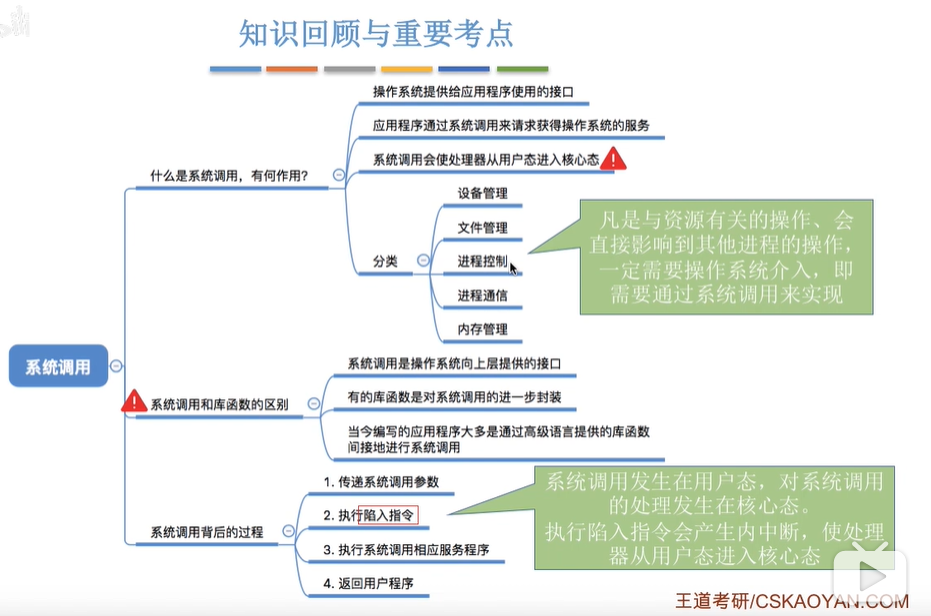 知识回顾与重要考点
操作系统提供给应用程序使用的接口
应用程序通过系统调用来请求获得操作系统的服务
系统调用会使处理器从用户态进入核心态
什么是系统调用，有何作用？
设备管理
文件管理
分类
进程控制
进程通信
内存管理
凡是与资源有关的操作、会
直接影响到其他进程的操作，
一定需要操作系统介入，即
需要通过系统调用来实现
系统调用
系统调用是操作系统向上层提供的接口
系统调用和库函数的区别
有的库函数是对系统调用的进一步封装
当今编写的应用程序大多是通过高级语言提供的库函数
间接地进行系统调用
1. 传递系统调用参数
2. 执行陷入指令
系统调用背后的过程
3. 执行系统调用相应服务程序
4. 返回用户程序
系统调用发生在用户态，对系统调用
的处理发生在核心态。
执行陷入指令会产生内中断，使处理
器从用户态进入核心态
王道考研/CSKAOYAN.COM